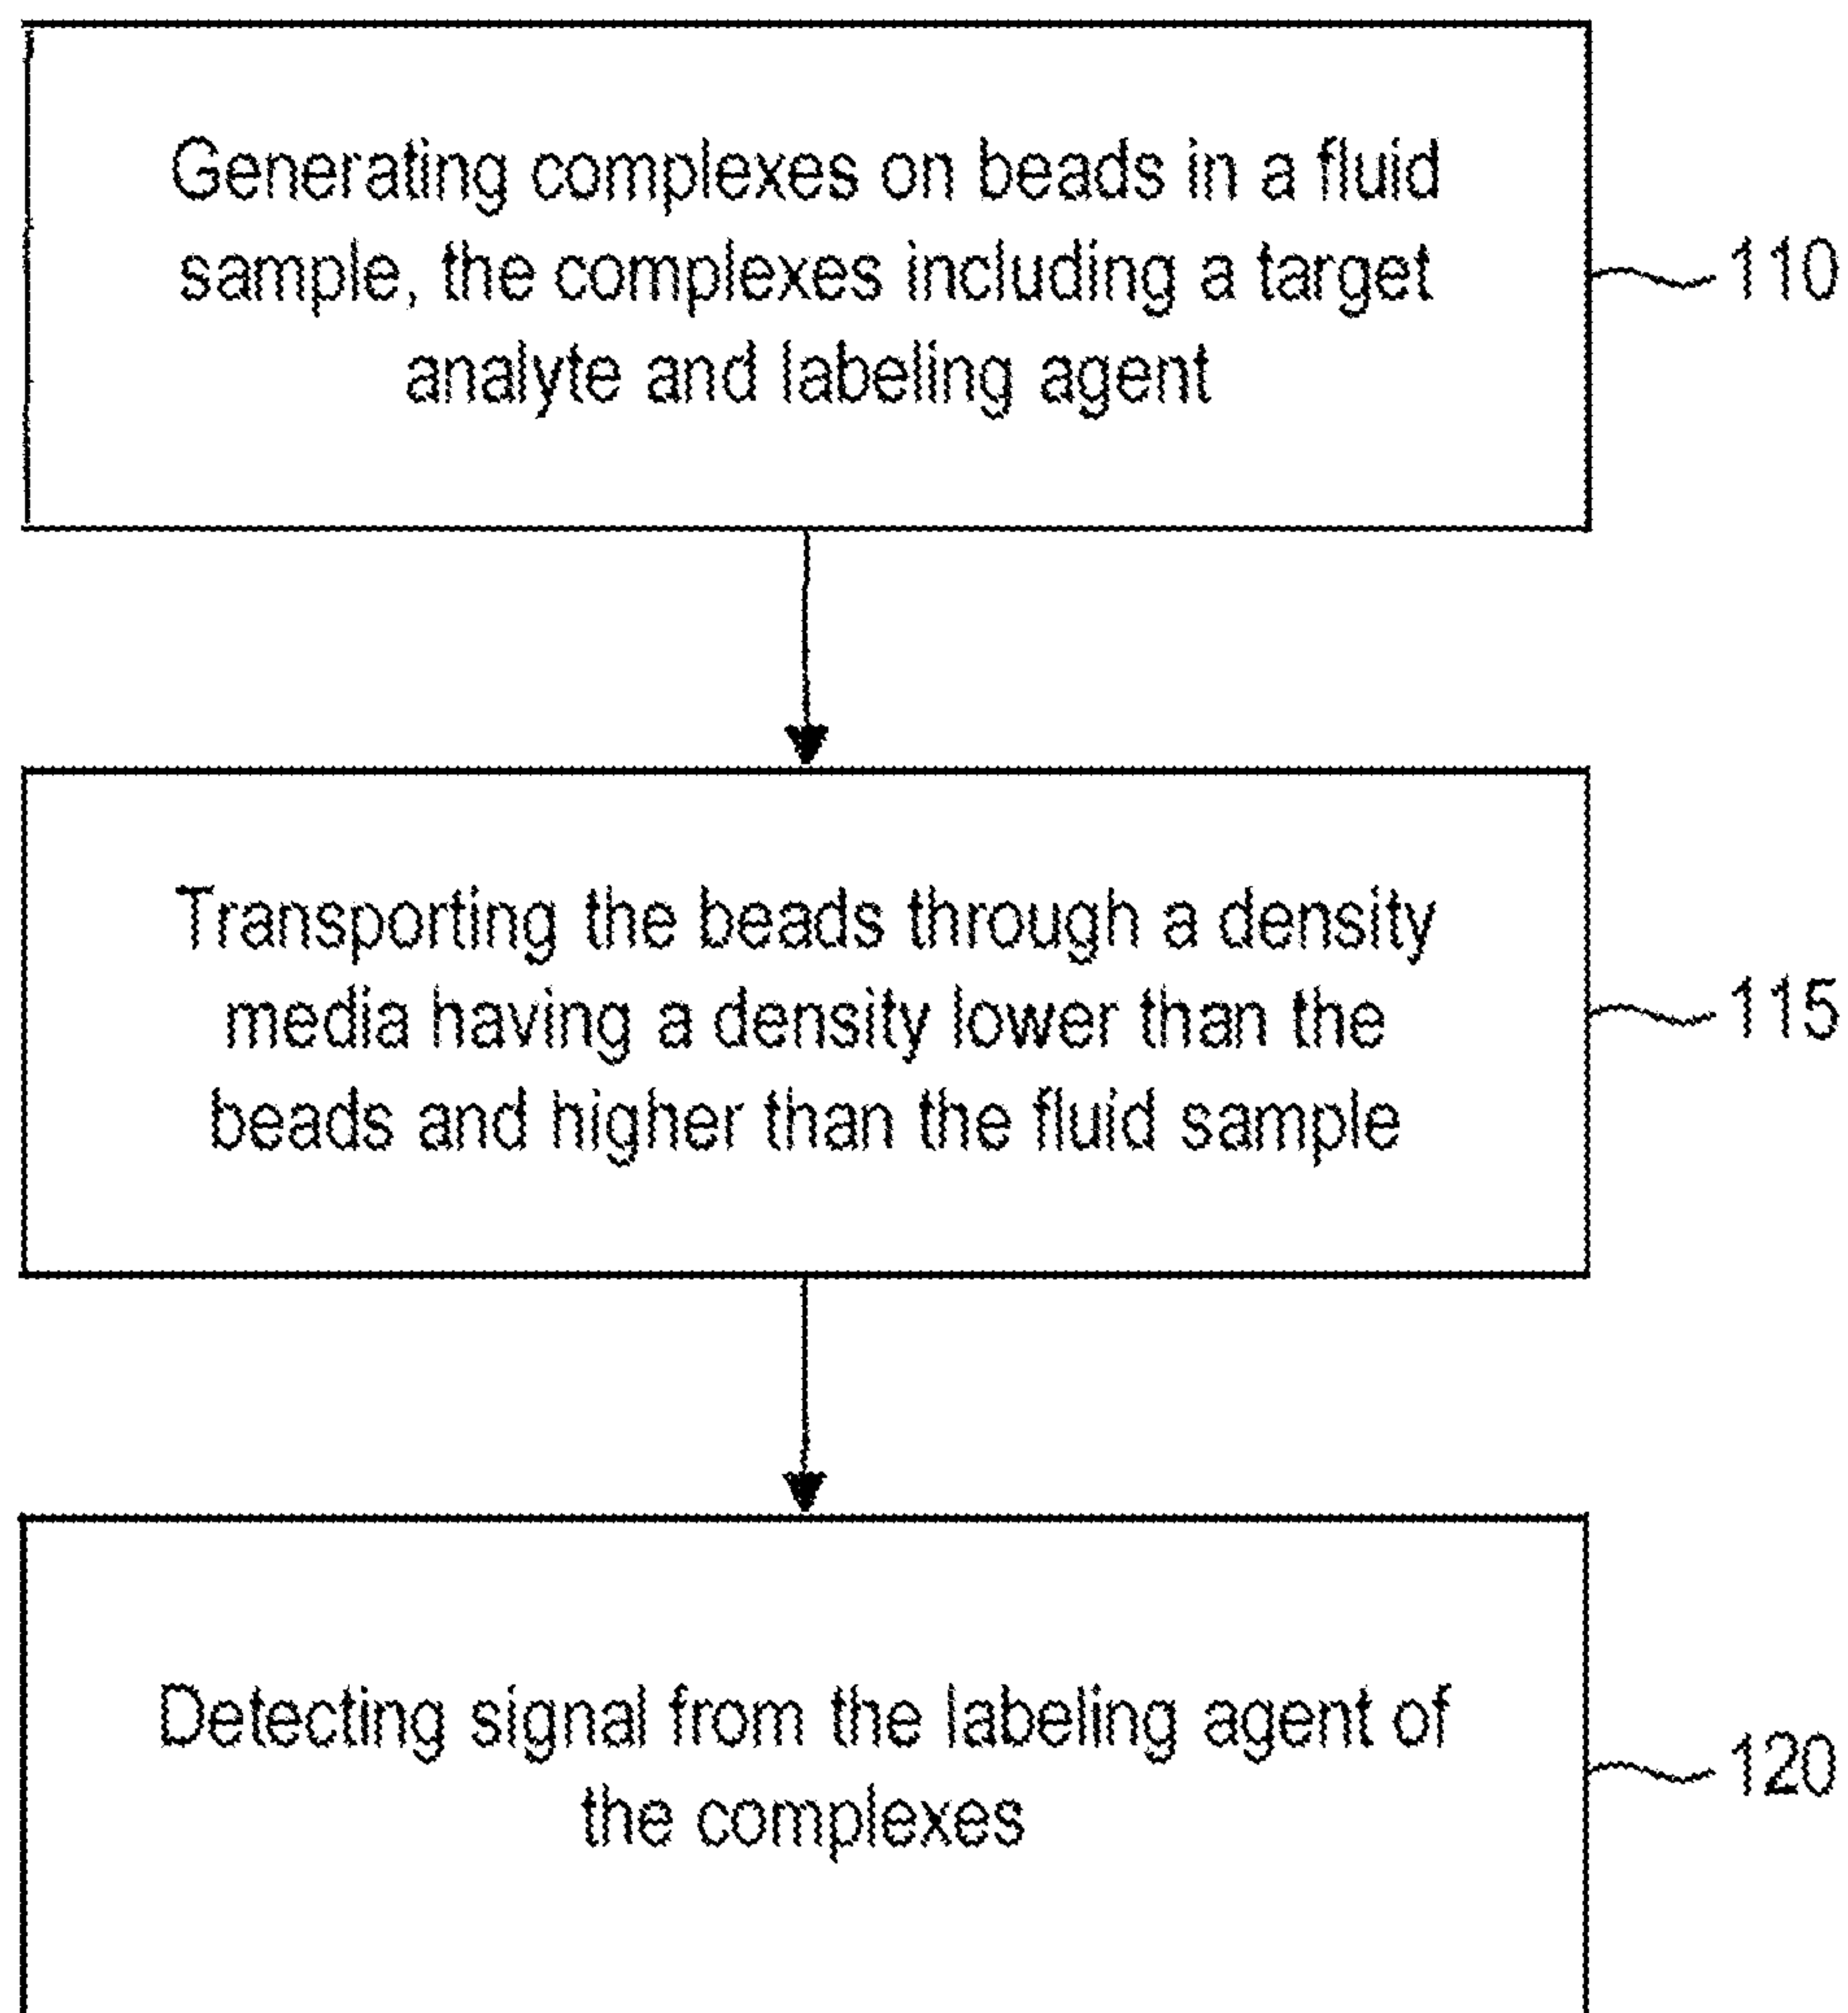 Generating complexes on beads in a fluid
sample, the complexes including a target
analyte and labeling agent
110
Transporting the beads through a density
media having a density lower than the
beads and higher than the fluid sample
115
Detecting signal from the labeling agent of
the complexes
120